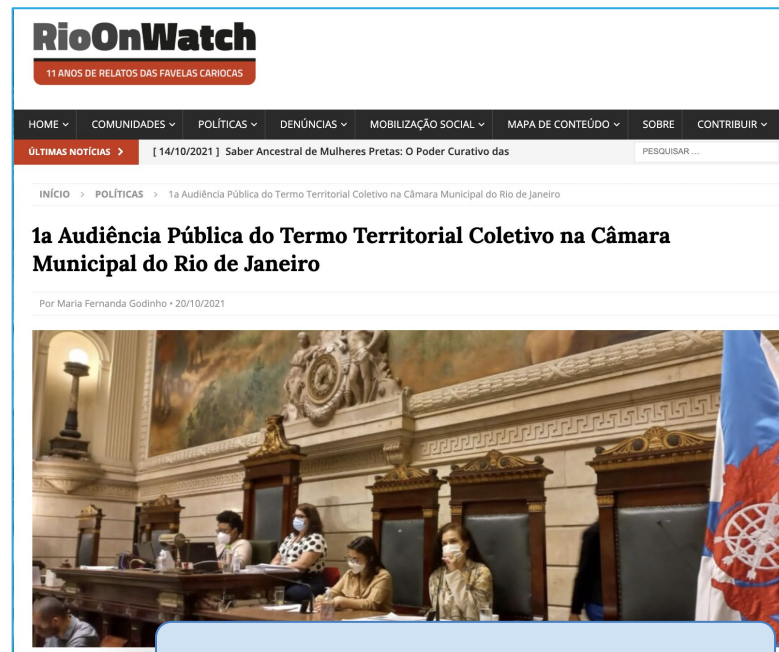 RioOnWatch
11 ANOS DE RELATOS DAS FAVELAS CARIOCAS
HOME COMUNIDADES POLÍTICAS DENÚNCIAS MOBILIZAÇÃO SOCIAL MAPA DE CONTEÚDO SOBRE CONTRIBUIR
ÚLTIMAS NOTÍCIAS > [ 14/10/2021 ] Saber Ancestral de Mulheres Pretas: O Poder Curativo das PESQUISAR ...
INÍCIO > POLÍTICAS > 1a Audiência Pública do Termo Territorial Coletivo na Câmara Municipal do Rio de Janeiro
1a Audiência Pública do Termo Territorial Coletivo na Câmara
Municipal do Rio de Janeiro
Por Maria Fernanda Godinho • 20/10/2021